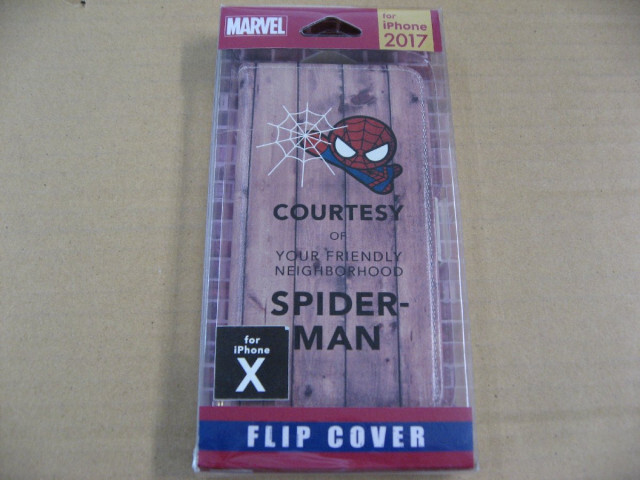 MARVEL
for
iPhone
2017
COURTESY
OF
YOUR FRIENDLY
NEIGHBORHOOD
SPIDER-
MAN
for
iPhone
X
FLIP COVER